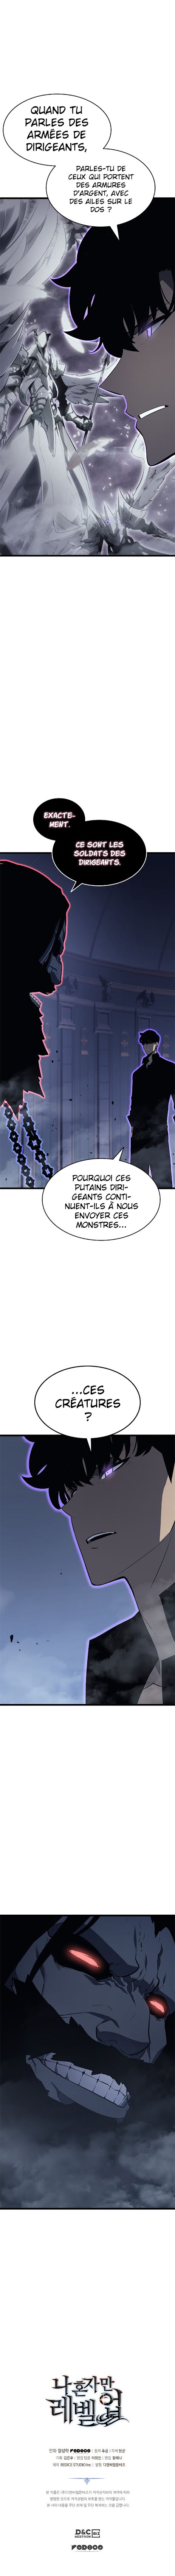 QUAND TU
PARLES DES
ARMÉES DE
DIRIGEANTS,
PARLES-TU DE
CEUX QUI PORTENT
DES ARMURES
D'ARGENT, AVEC
DES AILES SUR LE
DOS ?
EXACTE-
MENT.
CE SONT LES
SOLDATS DES
DIRIGEANTS.
POURQUOI CES
PUTAINS DIRI-
GEANTS CONTI-
NUENT-ILS À NOUS
ENVOYER CES
MONSTRES...
...CES
CRÉATURES
?
나 혼자만
레벨업
REDICE STUDIO
D&C
WEBTOON BIZ